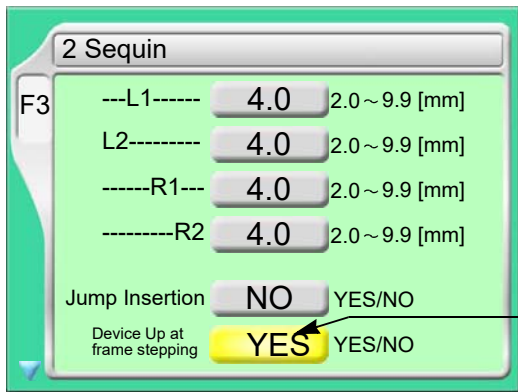 2 Sequin
F3
---L1------ 4.0 2.0～9.9 [mm]
L2--------- 4.0 2.0～9.9 [mm]
------R1--- 4.0 2.0～9.9 [mm]
---------R2 4.0 2.0～9.9 [mm]
Jump Insertion NO YES/NO
Device Up at
frame stepping YES YES/NO